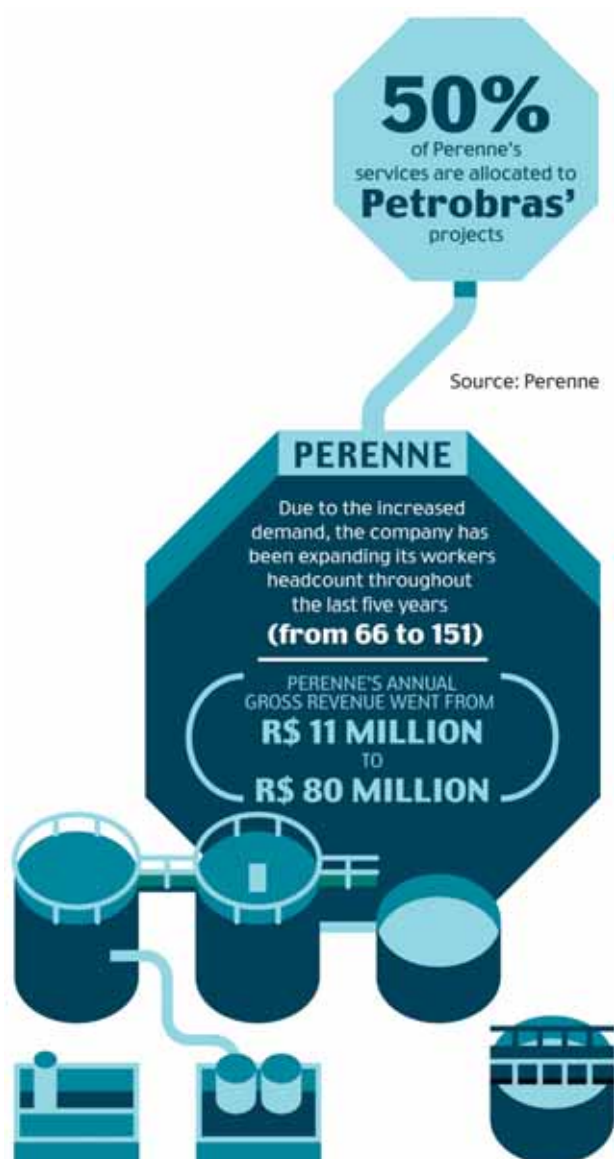 50%
of Perenne's
services are allocated to
Petrobras'
projects
Source: Perenne
PERENNE
Due to the increased
demand, the company has
been expanding its workers
headcount throughout
the last five years
(from 66 to 151)
PERENNE'S ANNUAL
GROSS REVENUE WENT FROM
R$ 11 MILLION
TO
R$ 80 MILLION